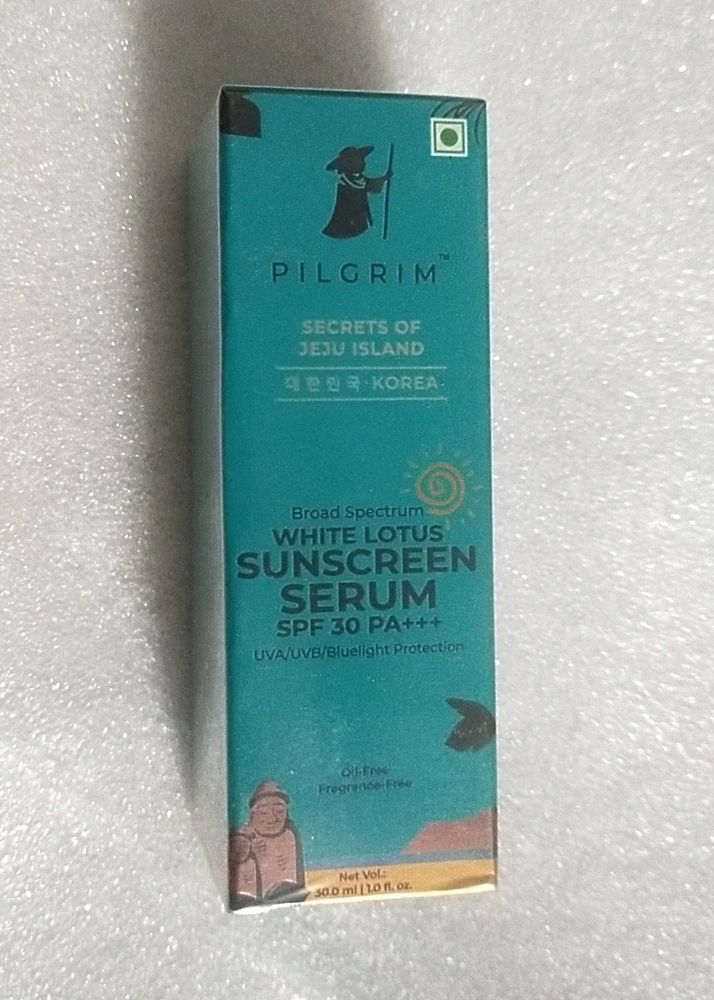 PILGRIM™
SECRETS OF
JEJU ISLAND
대한민국·KOREA
Broad Spectrum
WHITE LOTUS
SUNSCREEN
SERUM
SPF 30 PA+++
UVA/UVB/Bluelight Protection
Oil-Free
Fragrance-Free
Net Vol.:
30.0 ml | 1.0 fl. oz.